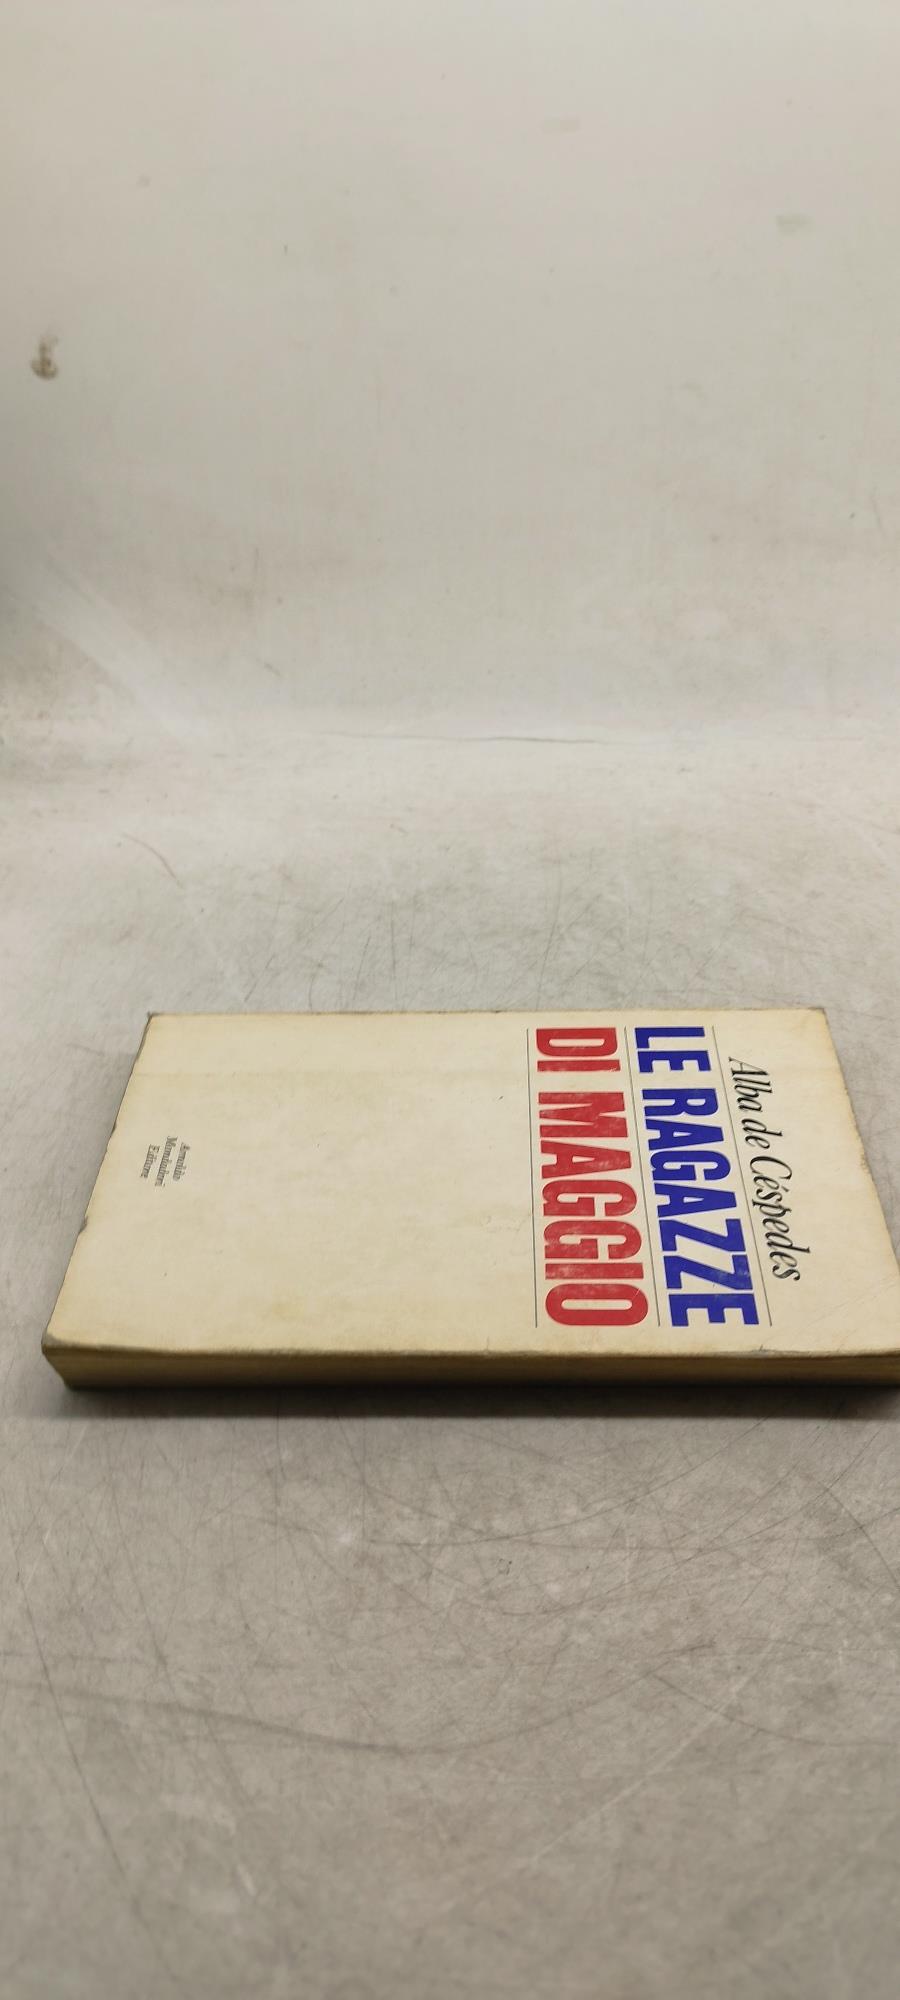 Alba de Céspedes
LE RAGAZZE
DI MAGGIO
Arnoldo
Mondadori
Editore